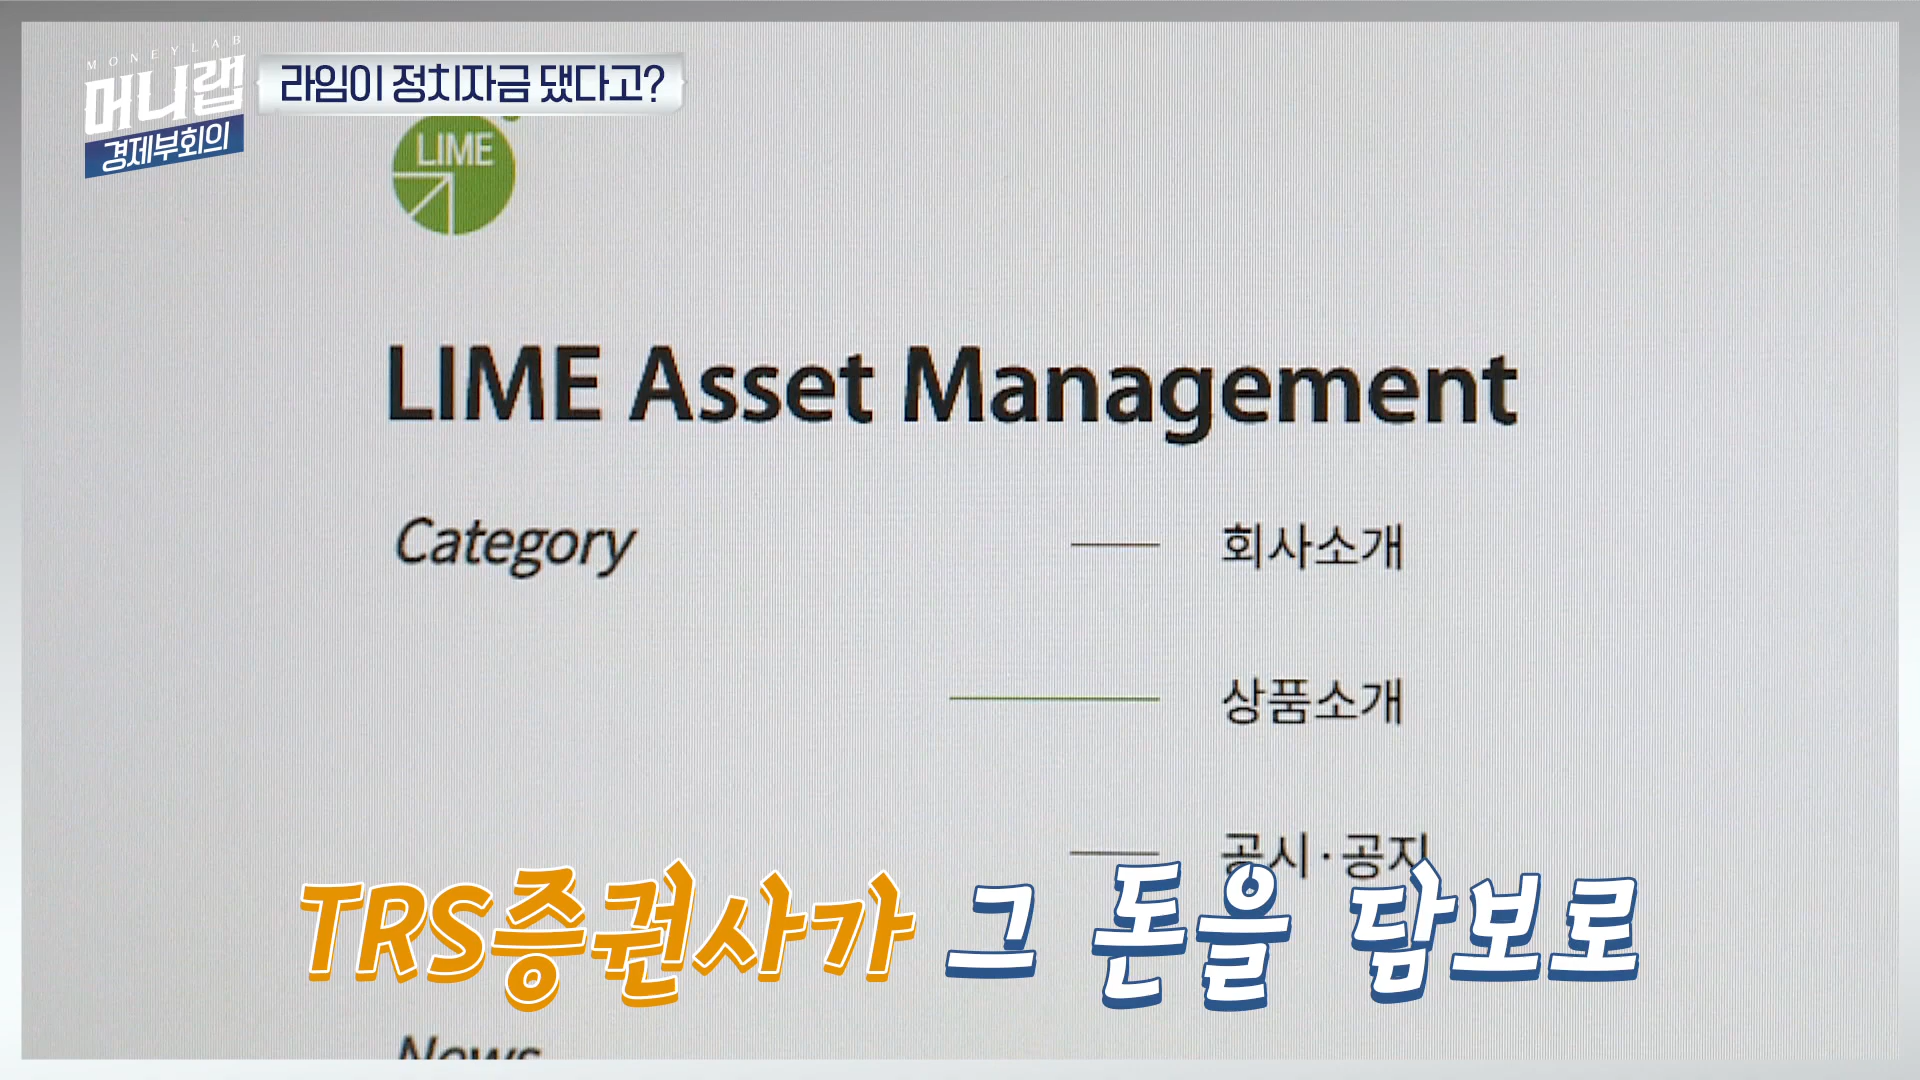 MONEYLAB
머니랩
경제부회의
라임이 정치자금 댔다고?
LIME
LIME Asset Management
Category
회사소개
상품소개
공시·공지
TRS증권사가 그 돈을 담보로
News